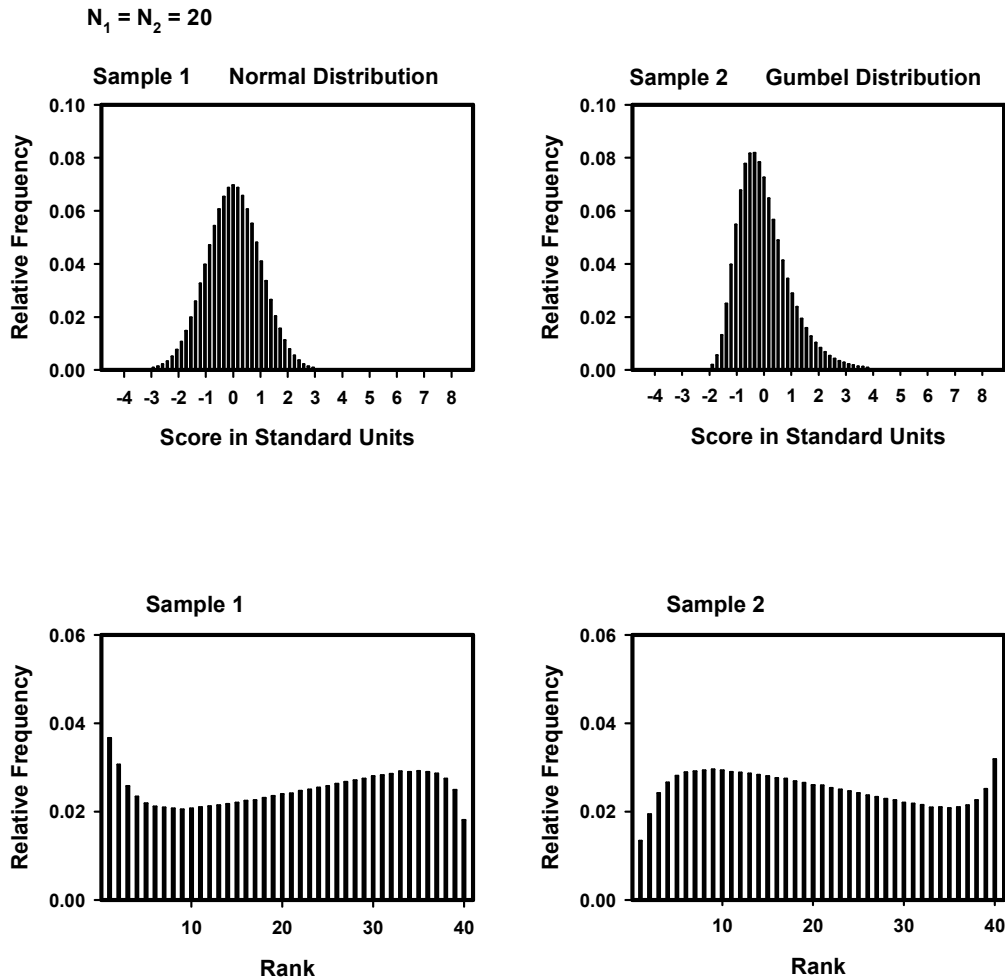 N₁ = N₂ = 20
Sample 1 Normal Distribution
Relative Frequency
0.10
0.08
0.06
0.04
0.02
0.00
-4 -3 -2 -1 0 1 2 3 4 5 6 7 8
Score in Standard Units
Sample 2 Gumbel Distribution
Relative Frequency
0.10
0.08
0.06
0.04
0.02
0.00
-4 -3 -2 -1 0 1 2 3 4 5 6 7 8
Score in Standard Units
Sample 1
Relative Frequency
0.06
0.04
0.02
0.00
10 20 30 40
Rank
Sample 2
Relative Frequency
0.06
0.04
0.02
0.00
10 20 30 40
Rank